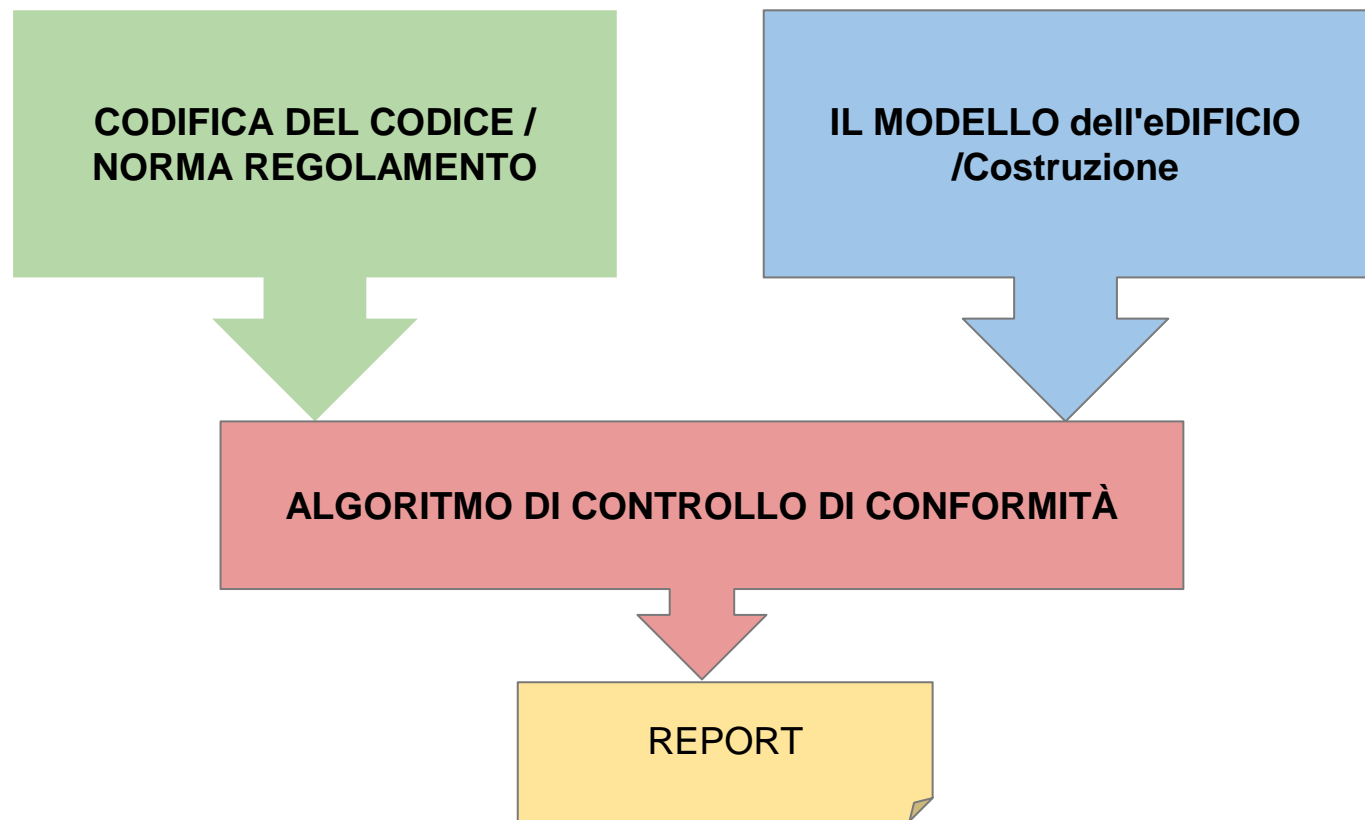 CODIFICA DEL CODICE /
NORMA REGOLAMENTO
IL MODELLO dell'eDIFICIO
/Costruzione
ALGORITMO DI CONTROLLO DI CONFORMITÀ
REPORT